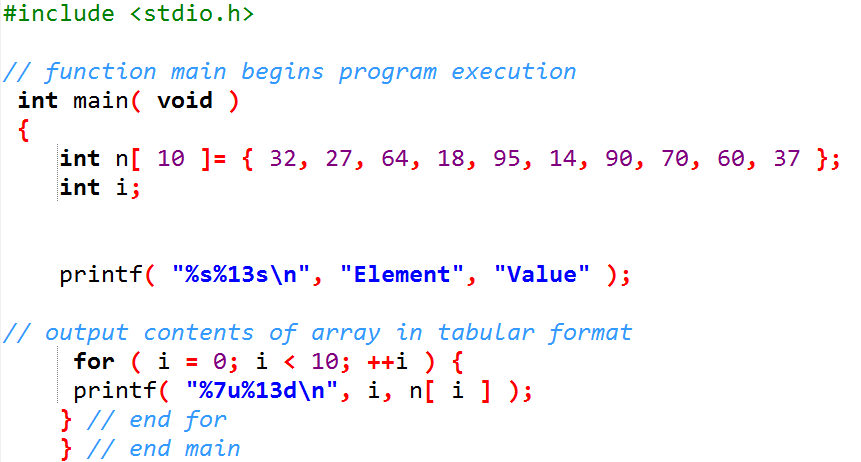 #include <stdio.h>
// function main begins program execution
int main( void )
{
int n[ 10 ]= { 32, 27, 64, 18, 95, 14, 90, 70, 60, 37 };
int i;
printf( "%s%13s\n", "Element", "Value" );
// output contents of array in tabular format
for ( i = 0; i < 10; ++i ) {
printf( "%7u%13d\n", i, n[ i ] );
} // end for
} // end main